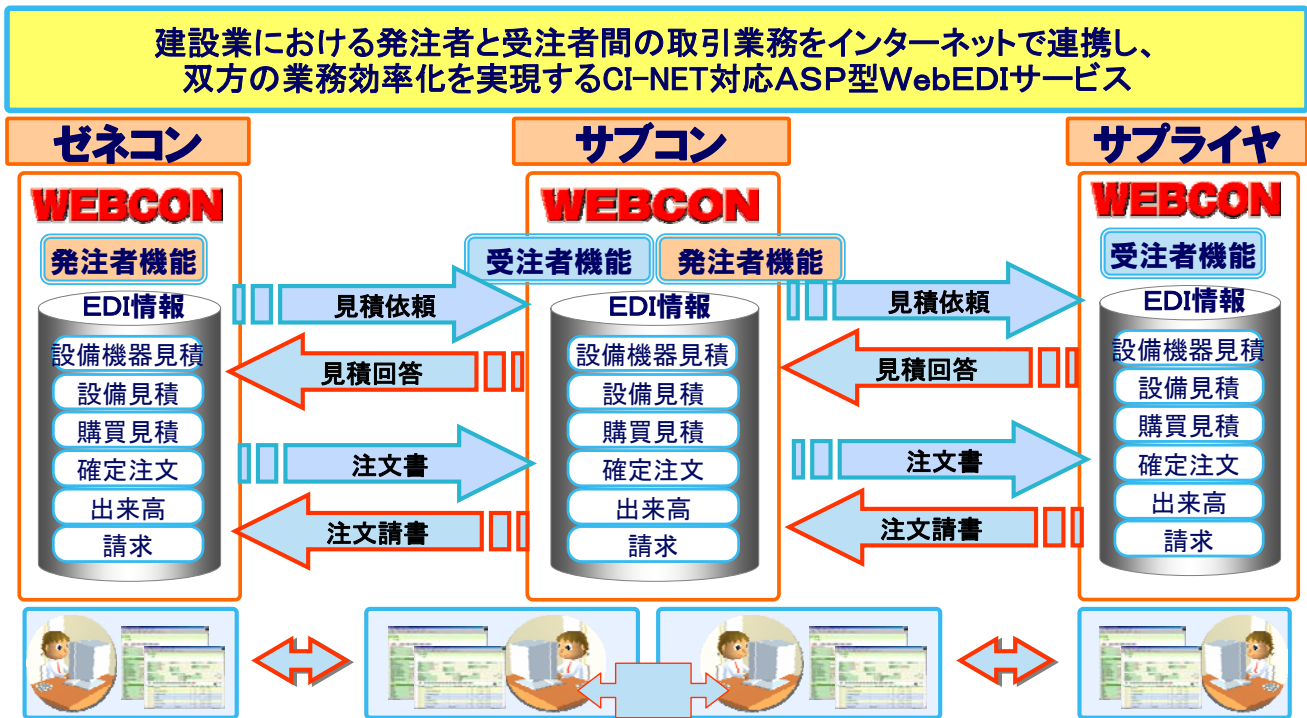 建設業における発注者と受注者間の取引業務をインターネットで連携し、
双方の業務効率化を実現するCI-NET対応ASP型WebEDIサービス
ゼネコン
サブコン
サプライヤ
WEBCON
WEBCON
WEBCON
発注者機能
受注者機能
発注者機能
受注者機能
EDI情報
設備機器見積
設備見積
購買見積
確定注文
出来高
請求
見積依頼
見積回答
注文書
注文請書
EDI情報
設備機器見積
設備見積
購買見積
確定注文
出来高
請求
見積依頼
見積回答
注文書
注文請書
EDI情報
設備機器見積
設備見積
購買見積
確定注文
出来高
請求